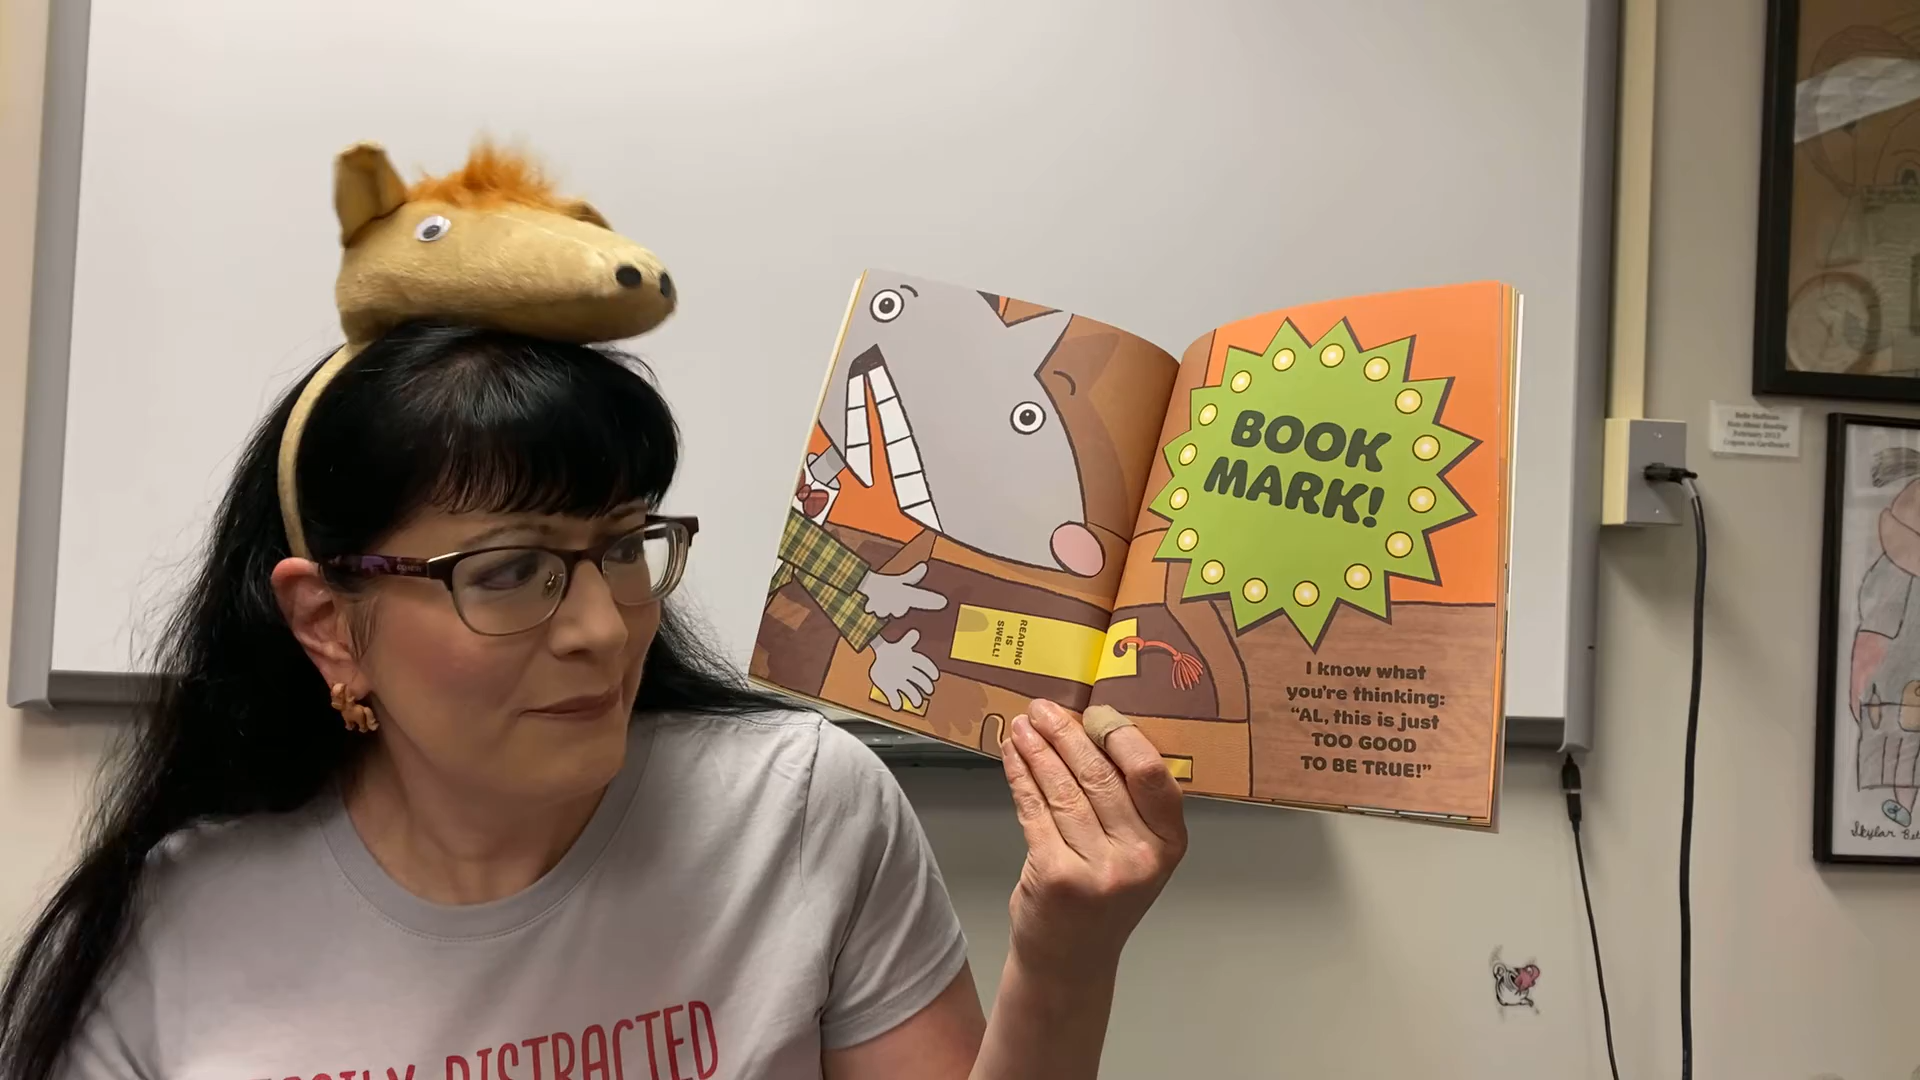 BOOK
MARK!
READING
IS
SWELL!
I know what
you're thinking:
"AL, this is just
TOO GOOD
TO BE TRUE!"
DISTRACTED